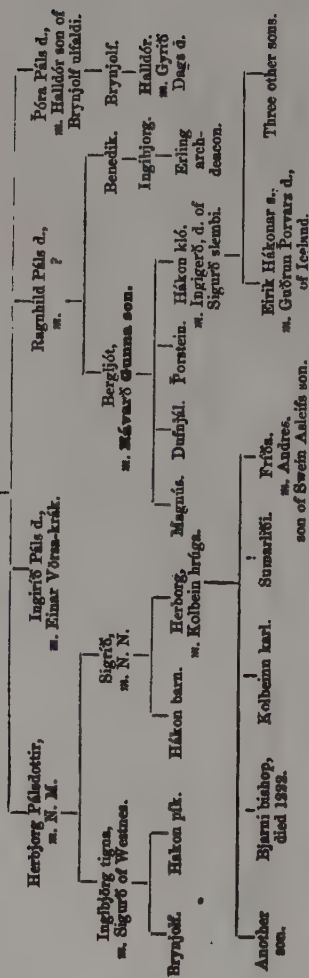 Herbjorg Pálsdottir,
m. N. M.
Ingirið Páls d.,
m. Einar Vörsa-krák.
Ragnhild Páls d.,
m. ?
Þóra Páls d.,
m. Halldór son of
Brynjolf ulfaldi.
Ingibjörg tigna,
m. Sigurð of Westnes.
Sigrið,
m. N. N.
Bergljót,
m. Hávarð Gunna son.
Benedik.
Brynjolf.
Ingibjorg.
Halldór.
m. Gyrið
Dags d.
Erling
arch-
deacon.
Brynjolf.
Hakon pik.
Hákon barn.
Herborg,
m. Kolbein hrúga.
Magnús.
Dufnjál.
Þorstein.
Hákon kló.
m. Ingigerð, d. of
Sigurð slembi.
Another
son.
Bjarni bishop,
died 1222.
Kolbeinn karl.
Sumarliði.
Fríða.
m. Andres.
son of Swein Asleifs son.
Eirik Hákonar s.,
m. Guðrun Þorvarz d.,
of Iceland.
Three other sons.